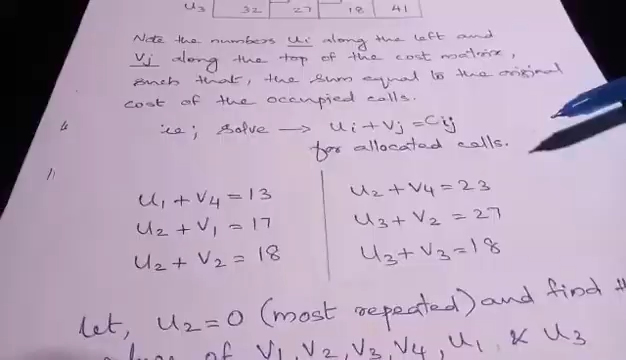 U3 32 27 18 41
Note the numbers Ui along the left and
Vj along the top of the cost matrix,
such that, the sum equal to the original
cost of the occupied cells.
ie; solve → Ui + Vj = Cij
for allocated cells.
U1 + V4 = 13
U2 + V1 = 17
U2 + V2 = 18
U2 + V4 = 23
U3 + V2 = 27
U3 + V3 = 18
Let, U2 = 0 (most repeated) and find
of V1, V2, V3, V4, U1 & U3